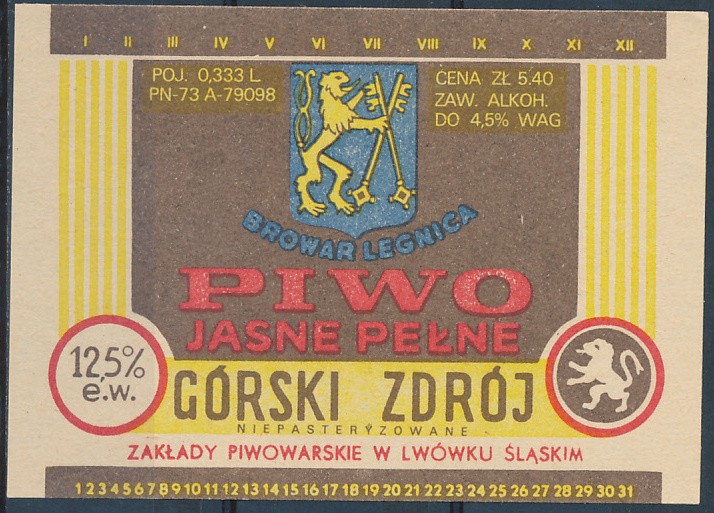 I II III IV V VI VII VIII IX X XI XII
POJ. 0,333 L
PN-73 A-79098
CENA ZŁ 5.40
ZAW. ALKOH.
DO 4,5% WAG
BROWAR LEGNICA
PIWO
JASNE PEŁNE
12,5%
e.w.
GÓRSKI ZDRÓJ
NIEPASTERYZOWANE
ZAKŁADY PIWOWARSKIE W LWÓWKU ŚLĄSKIM
1 2 3 4 5 6 7 8 9 10 11 12 13 14 15 16 17 18 19 20 21 22 23 24 25 26 27 28 29 30 31